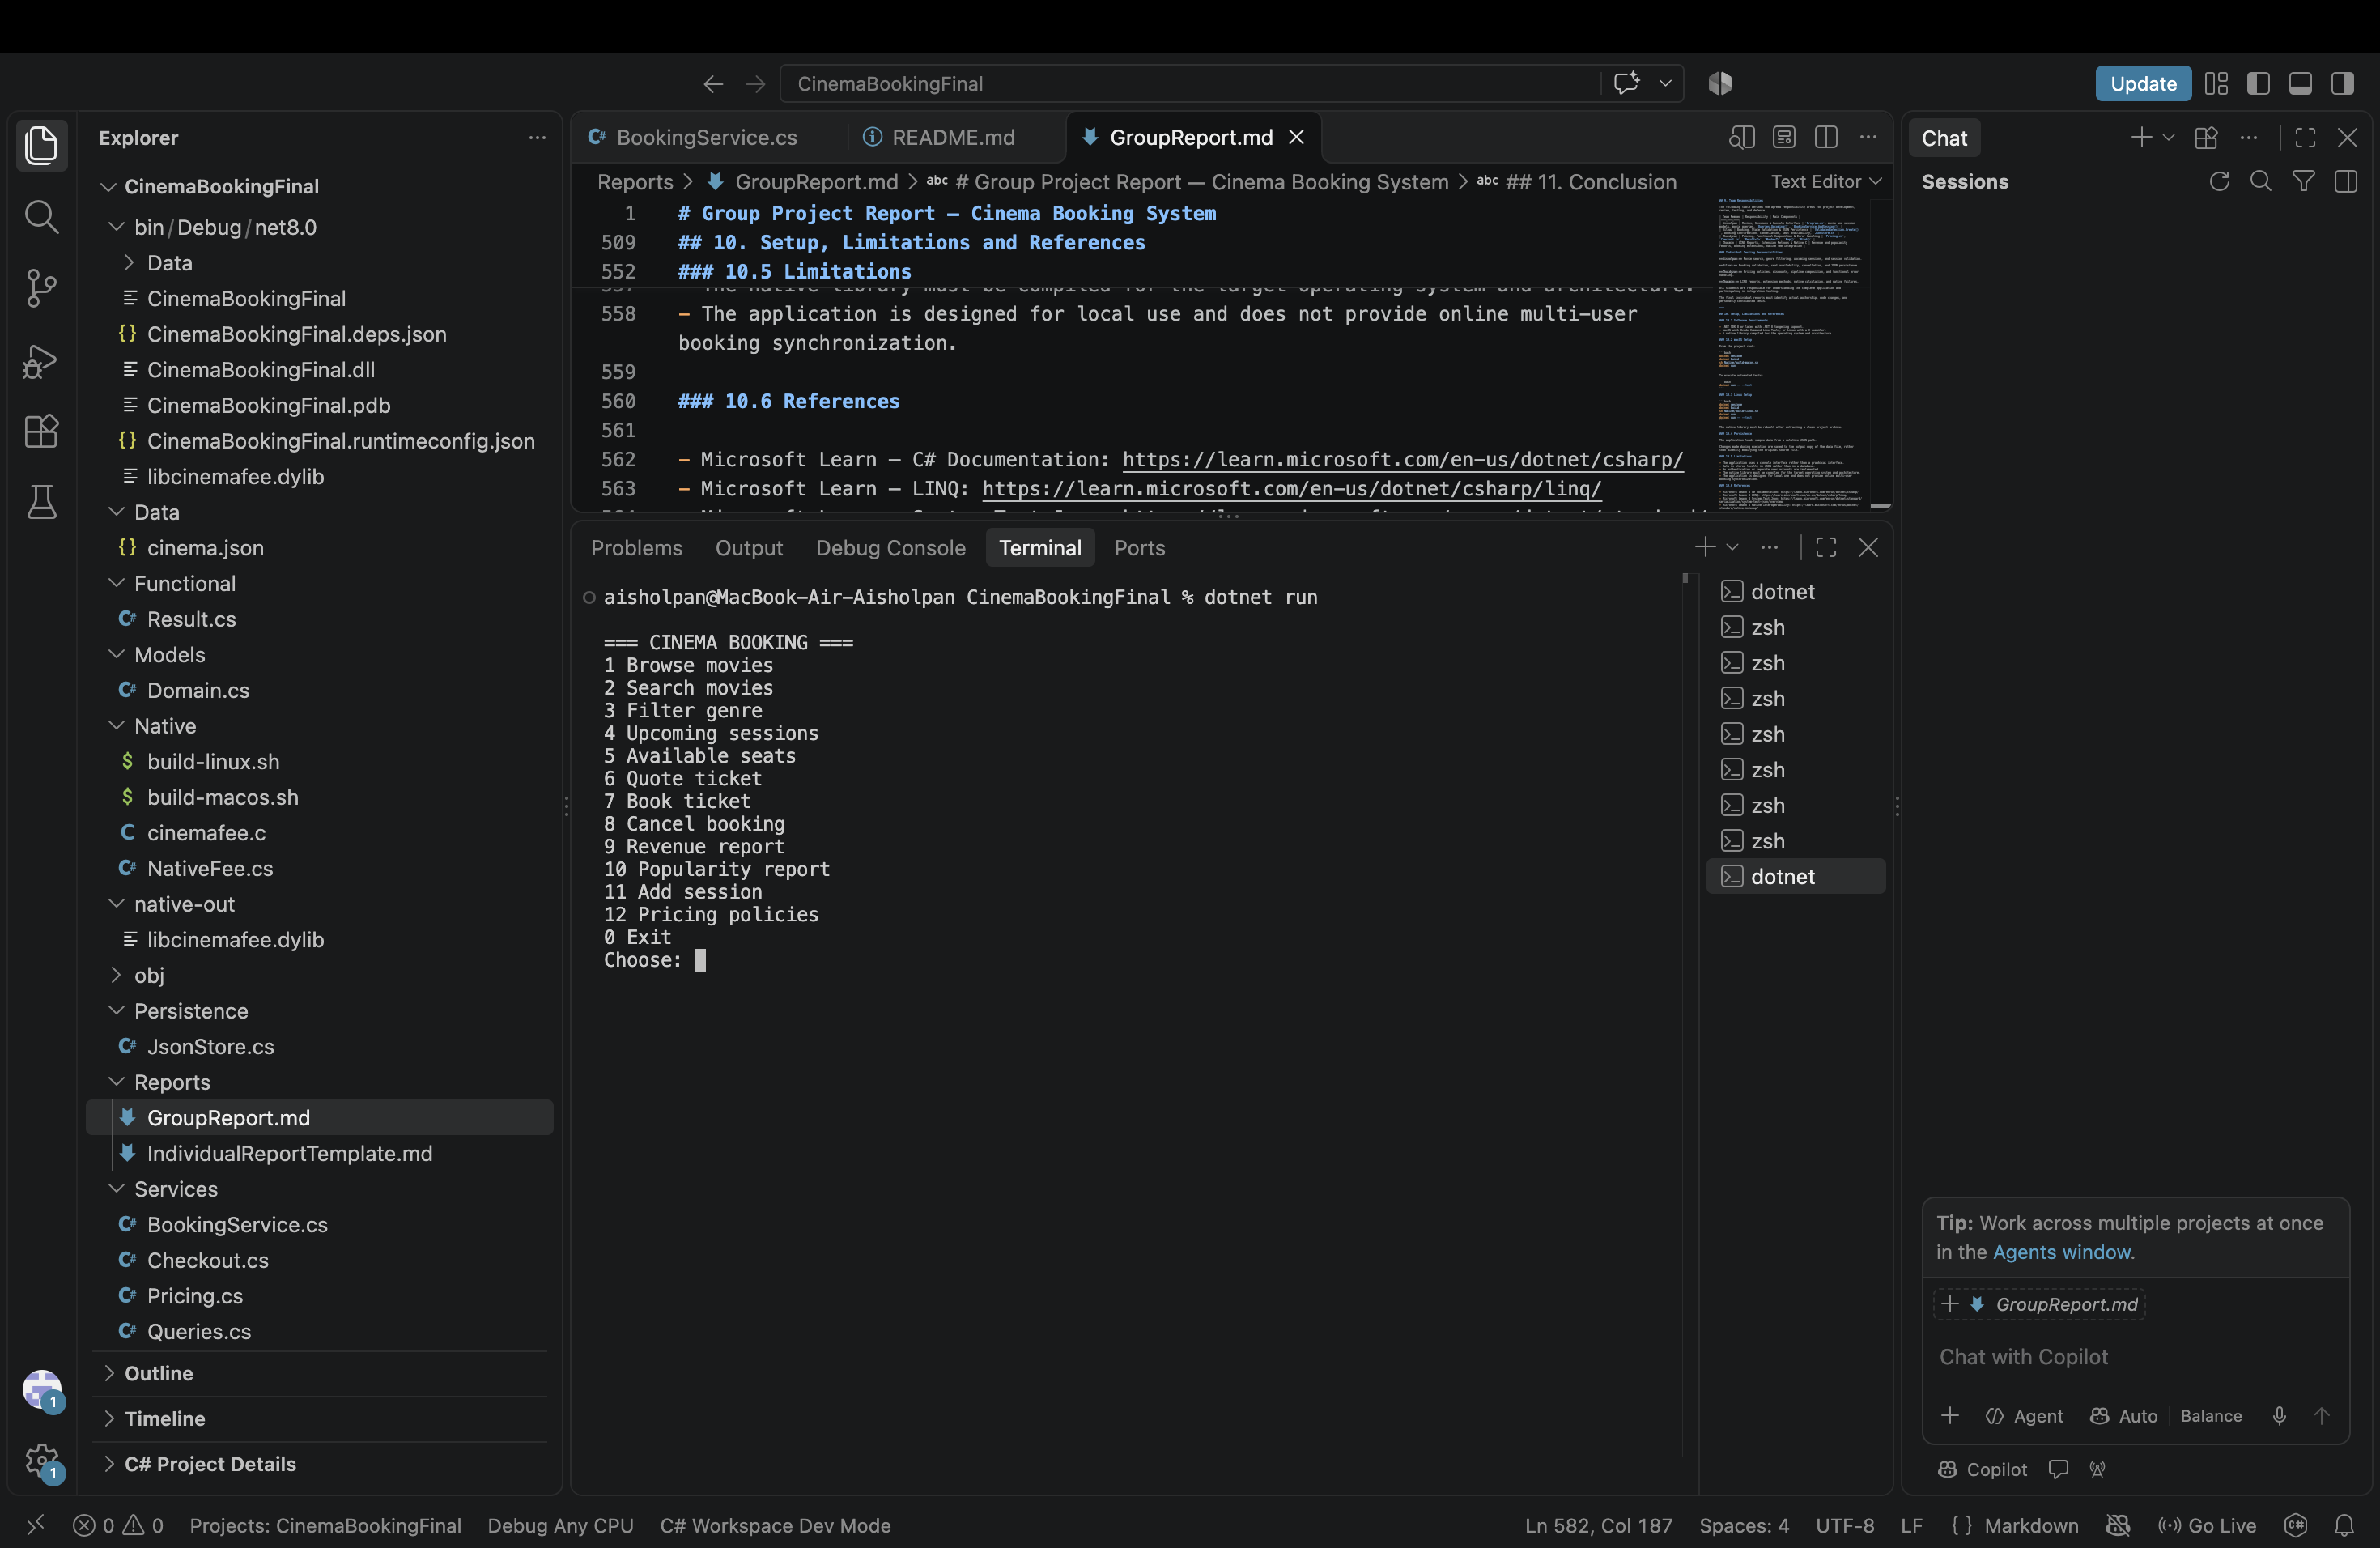 CinemaBookingFinal
Update
Explorer
CinemaBookingFinal
bin/Debug/net8.0
Data
CinemaBookingFinal
{} CinemaBookingFinal.deps.json
CinemaBookingFinal.dll
CinemaBookingFinal.pdb
{} CinemaBookingFinal.runtimeconfig.json
libcinemafee.dylib
Data
{} cinema.json
Functional
C# Result.cs
Models
C# Domain.cs
Native
$ build-linux.sh
$ build-macos.sh
C cinemafee.c
C# NativeFee.cs
native-out
libcinemafee.dylib
obj
Persistence
C# JsonStore.cs
Reports
GroupReport.md
IndividualReportTemplate.md
Services
C# BookingService.cs
C# Checkout.cs
C# Pricing.cs
C# Queries.cs
Outline
Timeline
C# Project Details
1
1
C# BookingService.cs
README.md
GroupReport.md
Reports > GroupReport.md > abc # Group Project Report — Cinema Booking System > abc ## 11. Conclusion
Text Editor
1 # Group Project Report — Cinema Booking System
509 ## 10. Setup, Limitations and References
552 ### 10.5 Limitations
558 - The application is designed for local use and does not provide online multi-user
booking synchronization.
559
560 ### 10.6 References
561
562 - Microsoft Learn — C# Documentation: https://learn.microsoft.com/en-us/dotnet/csharp/
563 - Microsoft Learn — LINQ: https://learn.microsoft.com/en-us/dotnet/csharp/linq/
Problems
Output
Debug Console
Terminal
Ports
aisholpan@MacBook-Air-Aisholpan CinemaBookingFinal % dotnet run
=== CINEMA BOOKING ===
1 Browse movies
2 Search movies
3 Filter genre
4 Upcoming sessions
5 Available seats
6 Quote ticket
7 Book ticket
8 Cancel booking
9 Revenue report
10 Popularity report
11 Add session
12 Pricing policies
0 Exit
Choose:
dotnet
zsh
zsh
zsh
zsh
zsh
zsh
zsh
dotnet
Chat
Sessions
Tip: Work across multiple projects at once
in the Agents window.
GroupReport.md
Chat with Copilot
Agent
Auto
Balance
Copilot
0
0
Projects: CinemaBookingFinal
Debug Any CPU
C# Workspace Dev Mode
Ln 582, Col 187
Spaces: 4
UTF-8
LF
{} Markdown
Go Live